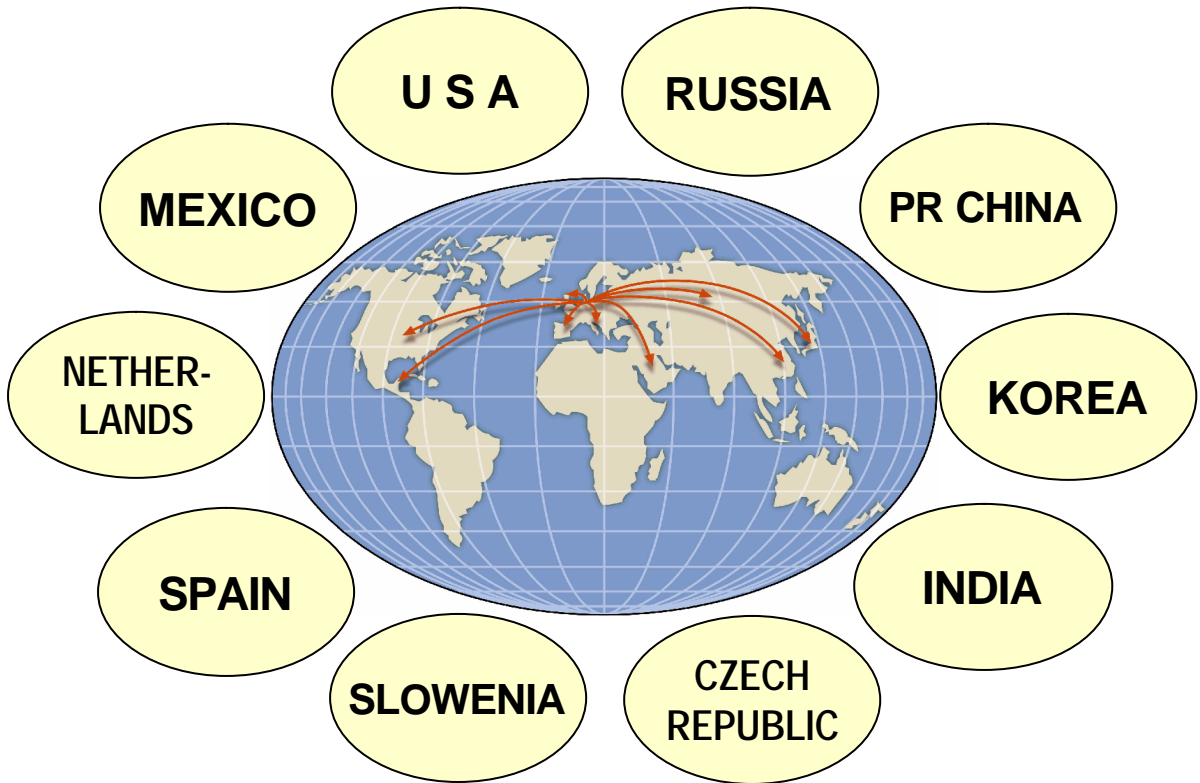 U S A
RUSSIA
MEXICO
PR CHINA
NETHER-
LANDS
KOREA
SPAIN
INDIA
SLOWENIA
CZECH
REPUBLIC